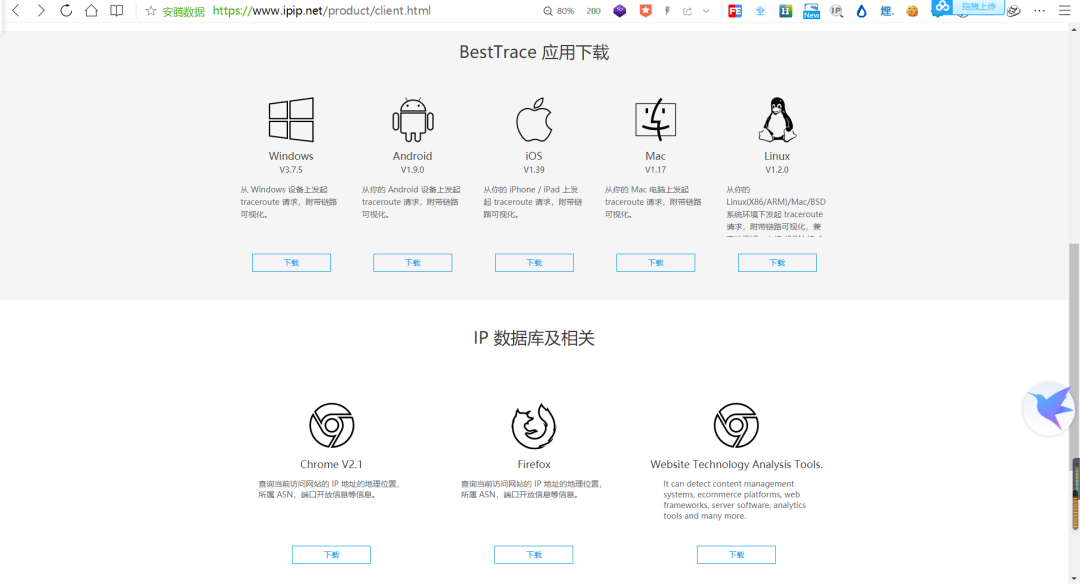 安腾数据 https://www.ipip.net/product/client.html 80% 200 FE New IP 拖拽上传
BestTrace 应用下载
Windows Android iOS Mac Linux
V3.7.5 V1.9.0 V1.39 V1.17 V1.2.0
从 Windows 设备上发起
traceroute 请求，附带链路
可视化。
从你的 Android 设备上发起
traceroute 请求，附带链路
可视化。
从你的 iPhone / iPad 上发
起 traceroute 请求，附带链
路可视化。
从你的 Mac 电脑上发起
traceroute 请求，附带链路
可视化。
从你的
Linux(X86/ARM)/Mac/BSD
系统环境下发起 traceroute
请求，附带链路可视化，兼
下载 下载 下载 下载 下载
IP 数据库及相关
Chrome V2.1 Firefox Website Technology Analysis Tools.
查询当前访问网站的 IP 地址的地理位置，
所属 ASN，端口开放信息等信息。
查询当前访问网站的 IP 地址的地理位置，
所属 ASN，端口开放信息等信息。
It can detect content management
systems, ecommerce platforms, web
frameworks, server software, analytics
tools and many more.
下载 下载 下载